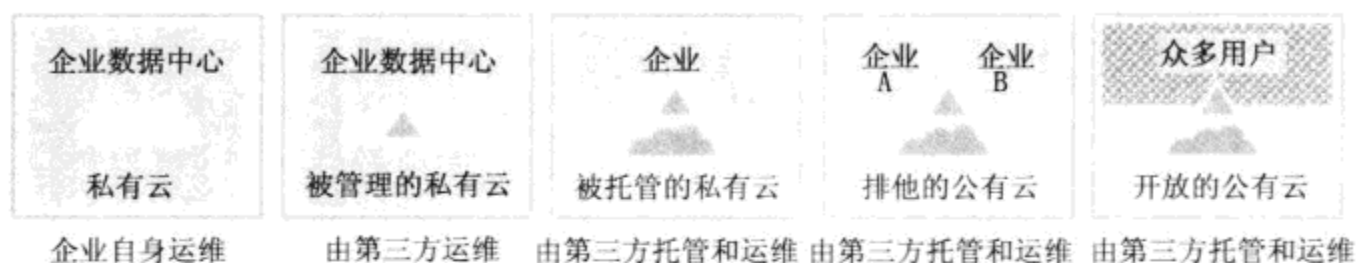 企业数据中心
私有云
企业自身运维
企业数据中心
被管理的私有云
由第三方运维
企业
被托管的私有云
由第三方托管和运维
企业 企业
A B
排他的公有云
由第三方托管和运维
众多用户
开放的公有云
由第三方托管和运维